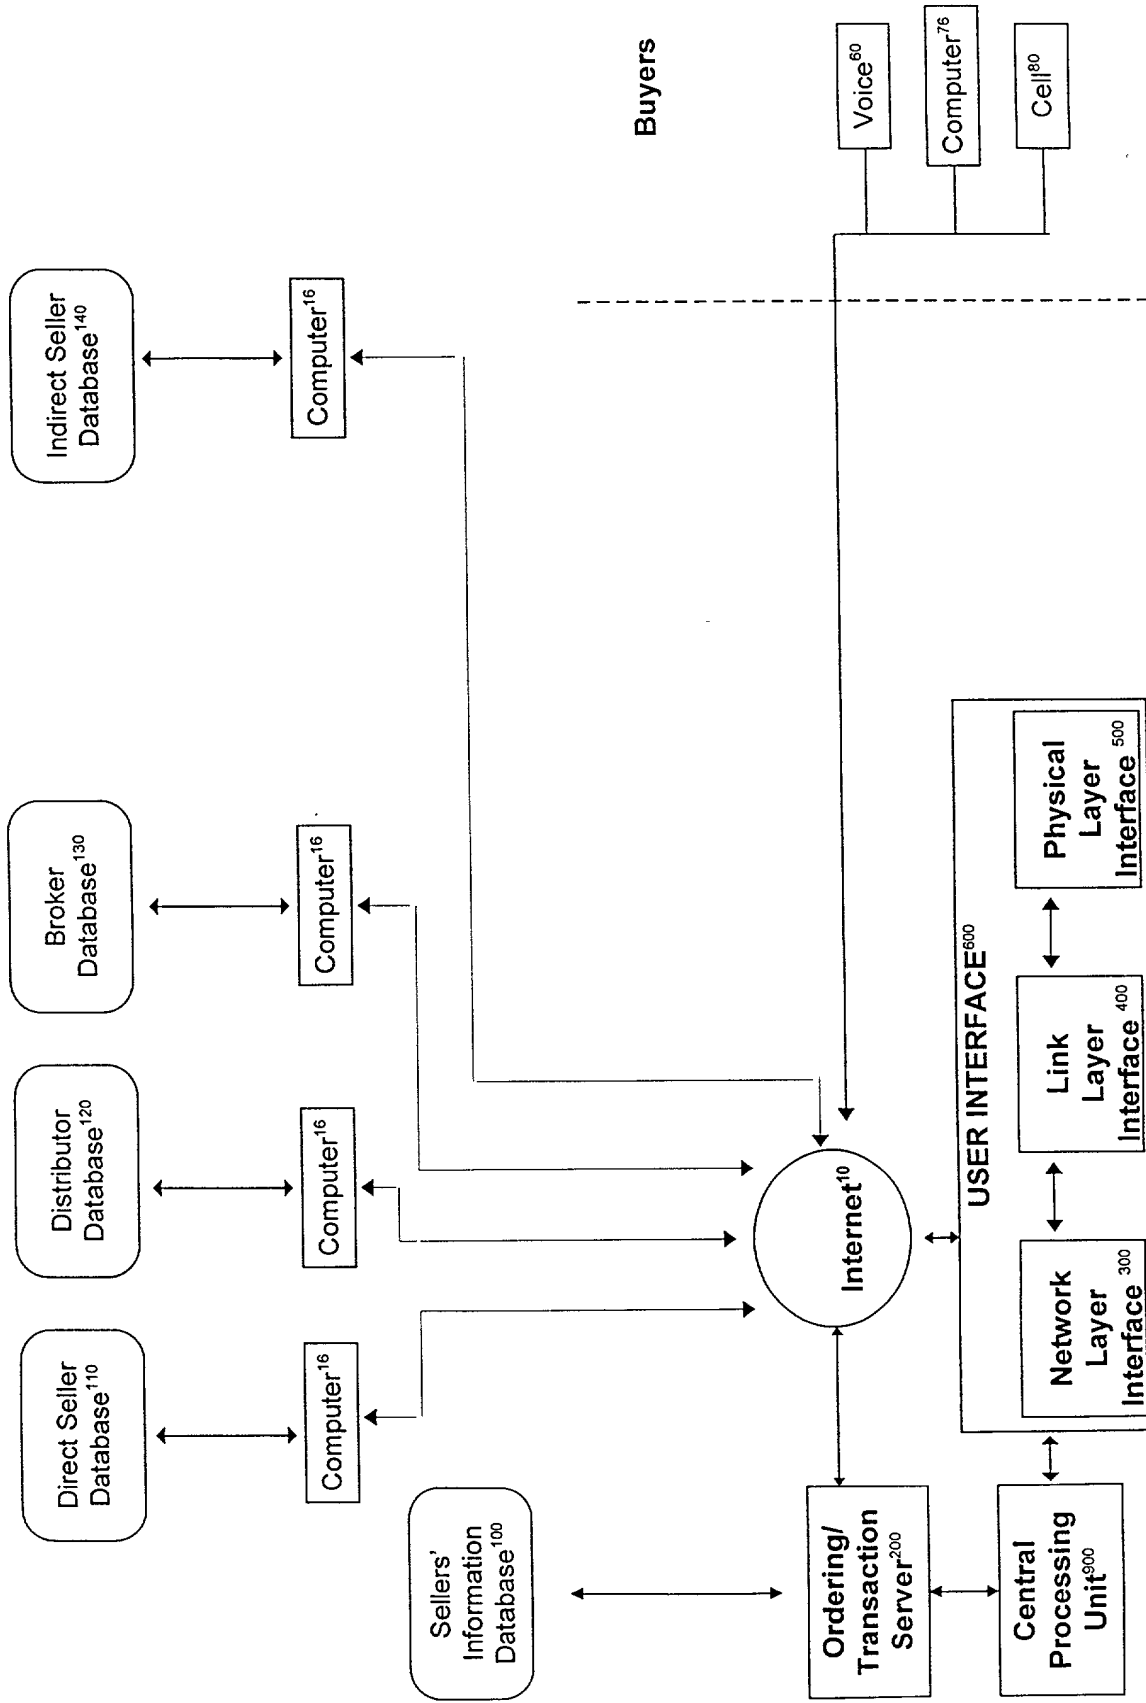 Direct Seller
Database110
Distributor
Database120
Broker
Database130
Indirect Seller
Database140
Computer16
Computer16
Computer16
Computer16
Sellers'
Information
Database100
Buyers
Ordering/
Transaction
Server200
Internet10
Voice60
Computer76
Cell80
USER INTERFACE600
Central
Processing
Unit900
Network
Layer
Interface 300
Link
Layer
Interface 400
Physical
Layer
Interface 500